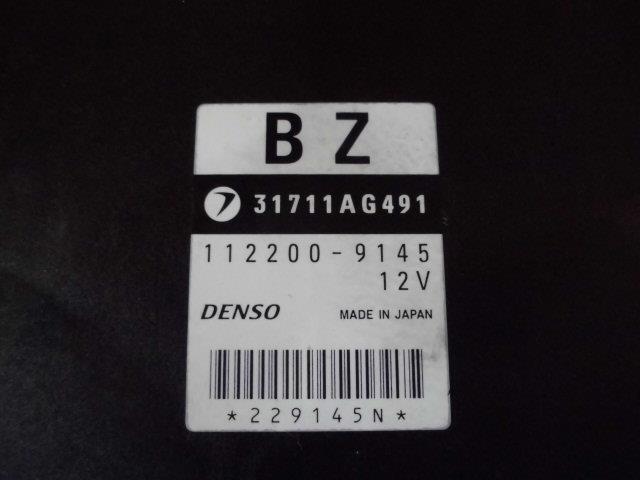 B Z
31711AG491
112200-9145
12V
DENSO MADE IN JAPAN
*229145N*